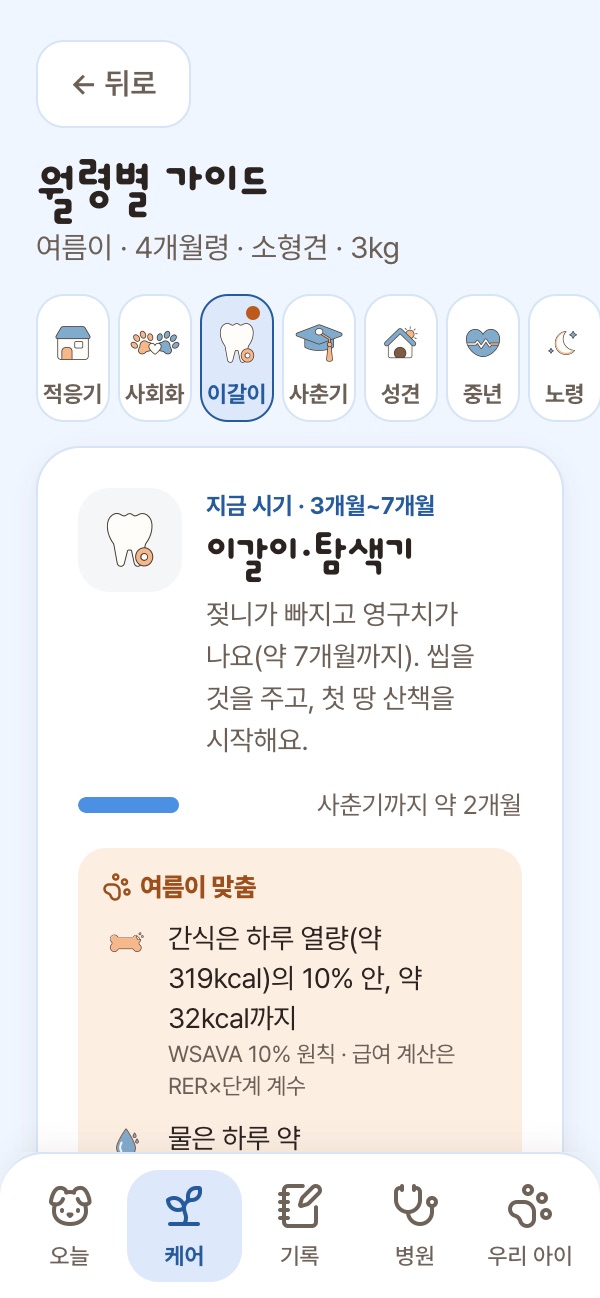 ← 뒤로
월령별 가이드
여름이 · 4개월령 · 소형견 · 3kg
적응기 사회화 이갈이 사춘기 성견 중년 노령
지금 시기 · 3개월~7개월
이갈이·탐색기
젖니가 빠지고 영구치가
나요(약 7개월까지). 씹을
것을 주고, 첫 땅 산책을
시작해요.
사춘기까지 약 2개월
여름이 맞춤
간식은 하루 열량(약
319kcal)의 10% 안, 약
32kcal까지
WSAVA 10% 원칙 · 급여 계산은
RER×단계 계수
물은 하루 약
오늘 케어 기록 병원 우리 아이